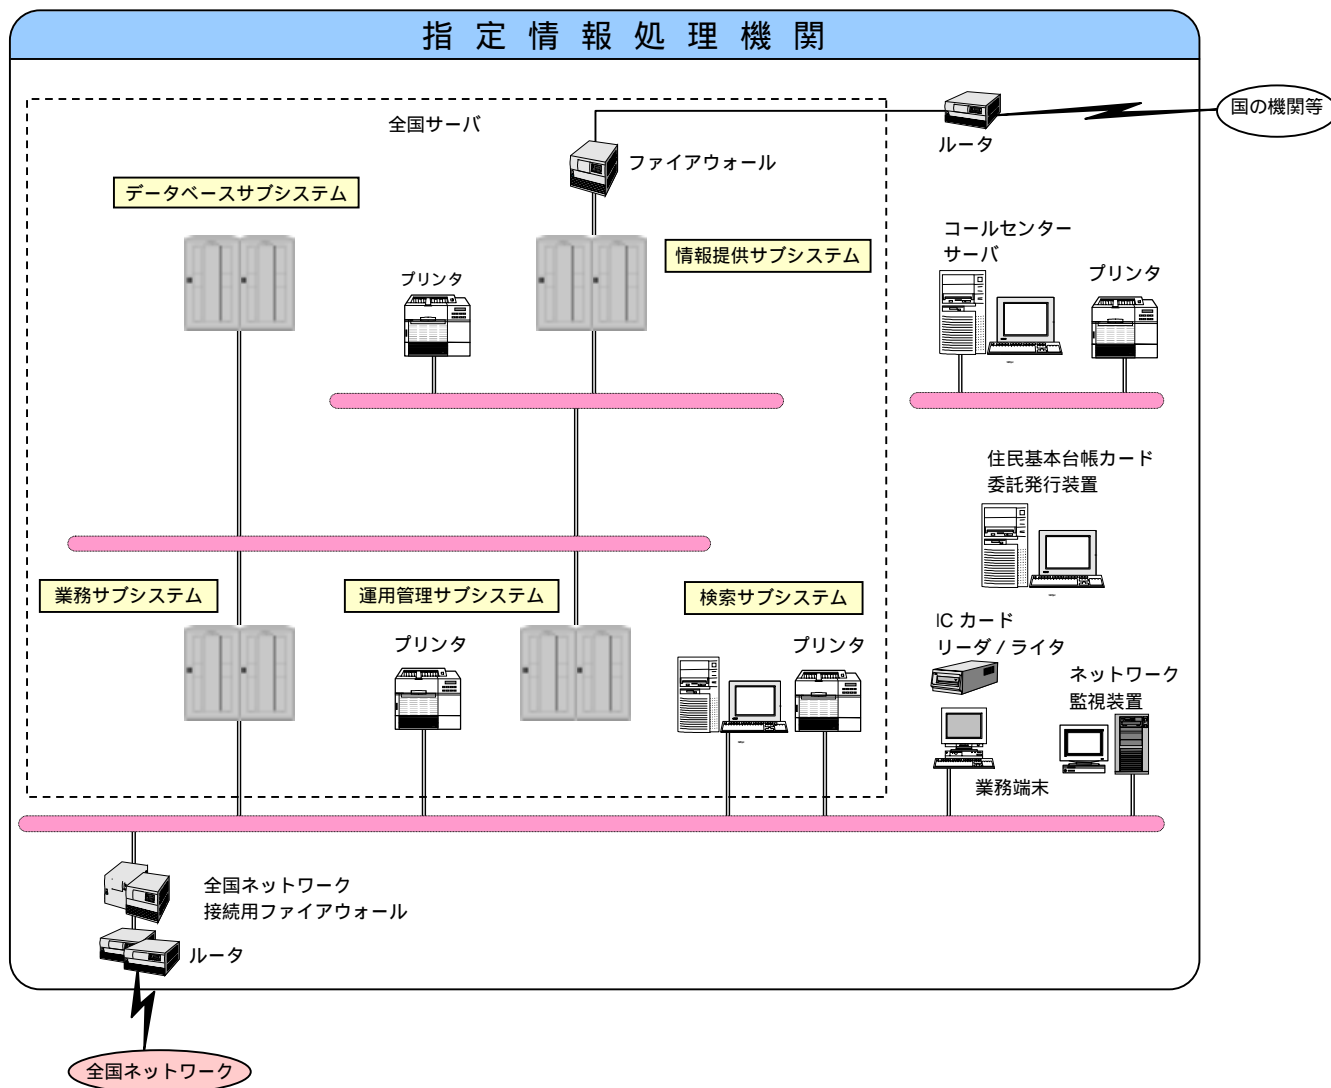 指定情報処理機関
全国サーバ
ルータ
国の機関等
ファイアウォール
データベースサブシステム
情報提供サブシステム
プリンタ
コールセンター
サーバ
プリンタ
住民基本台帳カード
委託発行装置
業務サブシステム
運用管理サブシステム
検索サブシステム
プリンタ
プリンタ
IC カード
リーダ / ライタ
ネットワーク
監視装置
業務端末
全国ネットワーク
接続用ファイアウォール
ルータ
全国ネットワーク